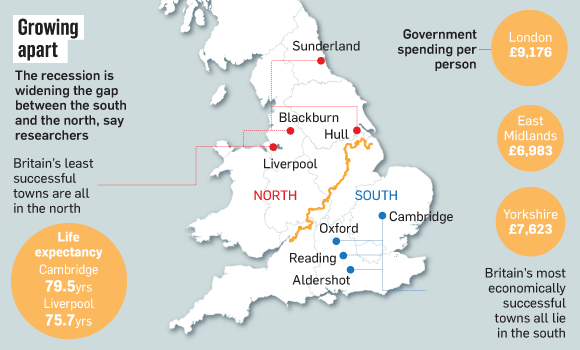 Growing
apart
The recession is
widening the gap
between the south
and the north, say
researchers
Britain's least
successful
towns are all
in the north
Life
expectancy
Cambridge
79.5yrs
Liverpool
75.7yrs
Sunderland
Blackburn
Hull
Liverpool
NORTH
SOUTH
Cambridge
Oxford
Reading
Aldershot
Government
spending per
person
London
£9,176
East
Midlands
£6,983
Yorkshire
£7,623
Britain's most
economically
successful
towns all lie
in the south